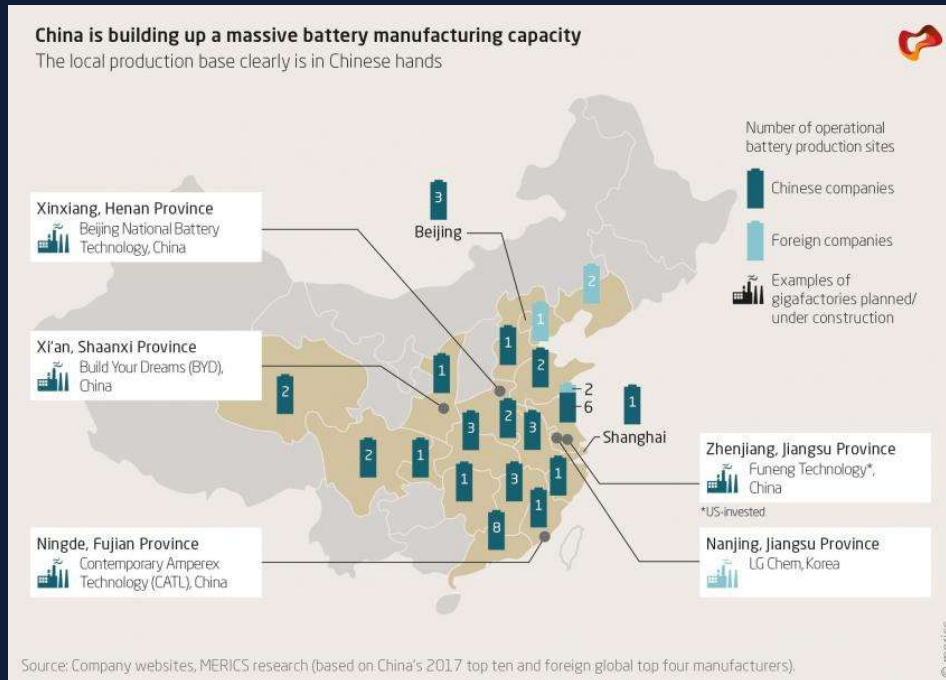 China is building up a massive battery manufacturing capacity
The local production base clearly is in Chinese hands
Number of operational
battery production sites
Chinese companies
Foreign companies
Examples of
gigafactories planned/
under construction
Xinxiang, Henan Province
Beijing National Battery
Technology, China
Xi'an, Shaanxi Province
Build Your Dreams (BYD),
China
Ningde, Fujian Province
Contemporary Amperex
Technology (CATL), China
3
Beijing
2
1
1
2
1
2
2
6
1
Shanghai
3
2
3
2
1
1
3
1
1
8
Zhenjiang, Jiangsu Province
Funeng Technology*,
China
*US-invested
Nanjing, Jiangsu Province
LG Chem, Korea
Source: Company websites, MERICS research (based on China's 2017 top ten and foreign global top four manufacturers).
© merics